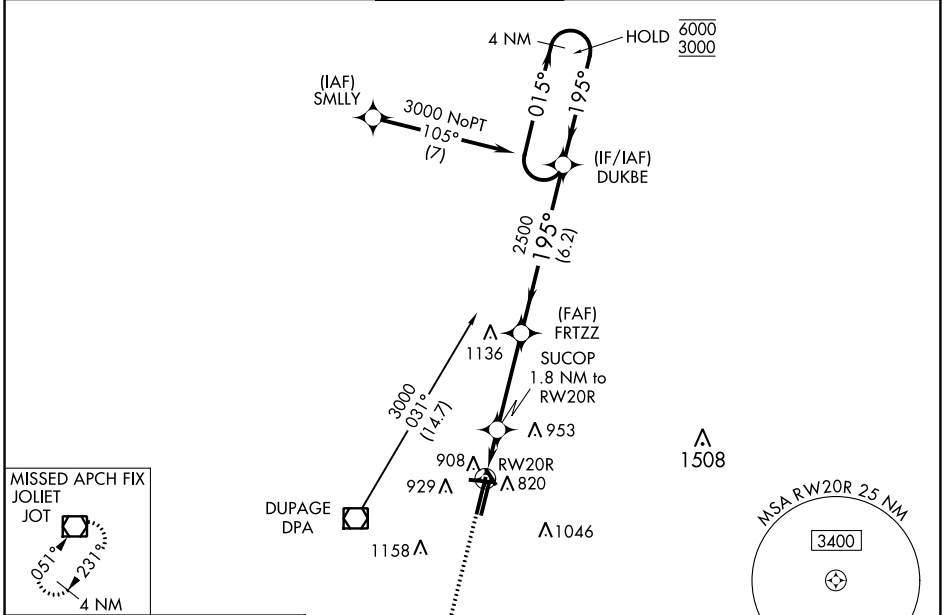 4 NM
HOLD 6000
3000
015°
195°
(IAF)
SMLLY
3000 NoPT
105°
(7)
(IF/IAF)
DUKBE
2500
195°
(6.2)
(FAF)
FRTZZ
1136
SUCOP
1.8 NM to
RW20R
3000
031°
(14.7)
953
1508
908
RW20R
929
820
DUPAGE
DPA
1158
1046
MISSED APCH FIX
JOLIET
JOT
051°
231°
4 NM
MSA RW20R 25 NM
3400